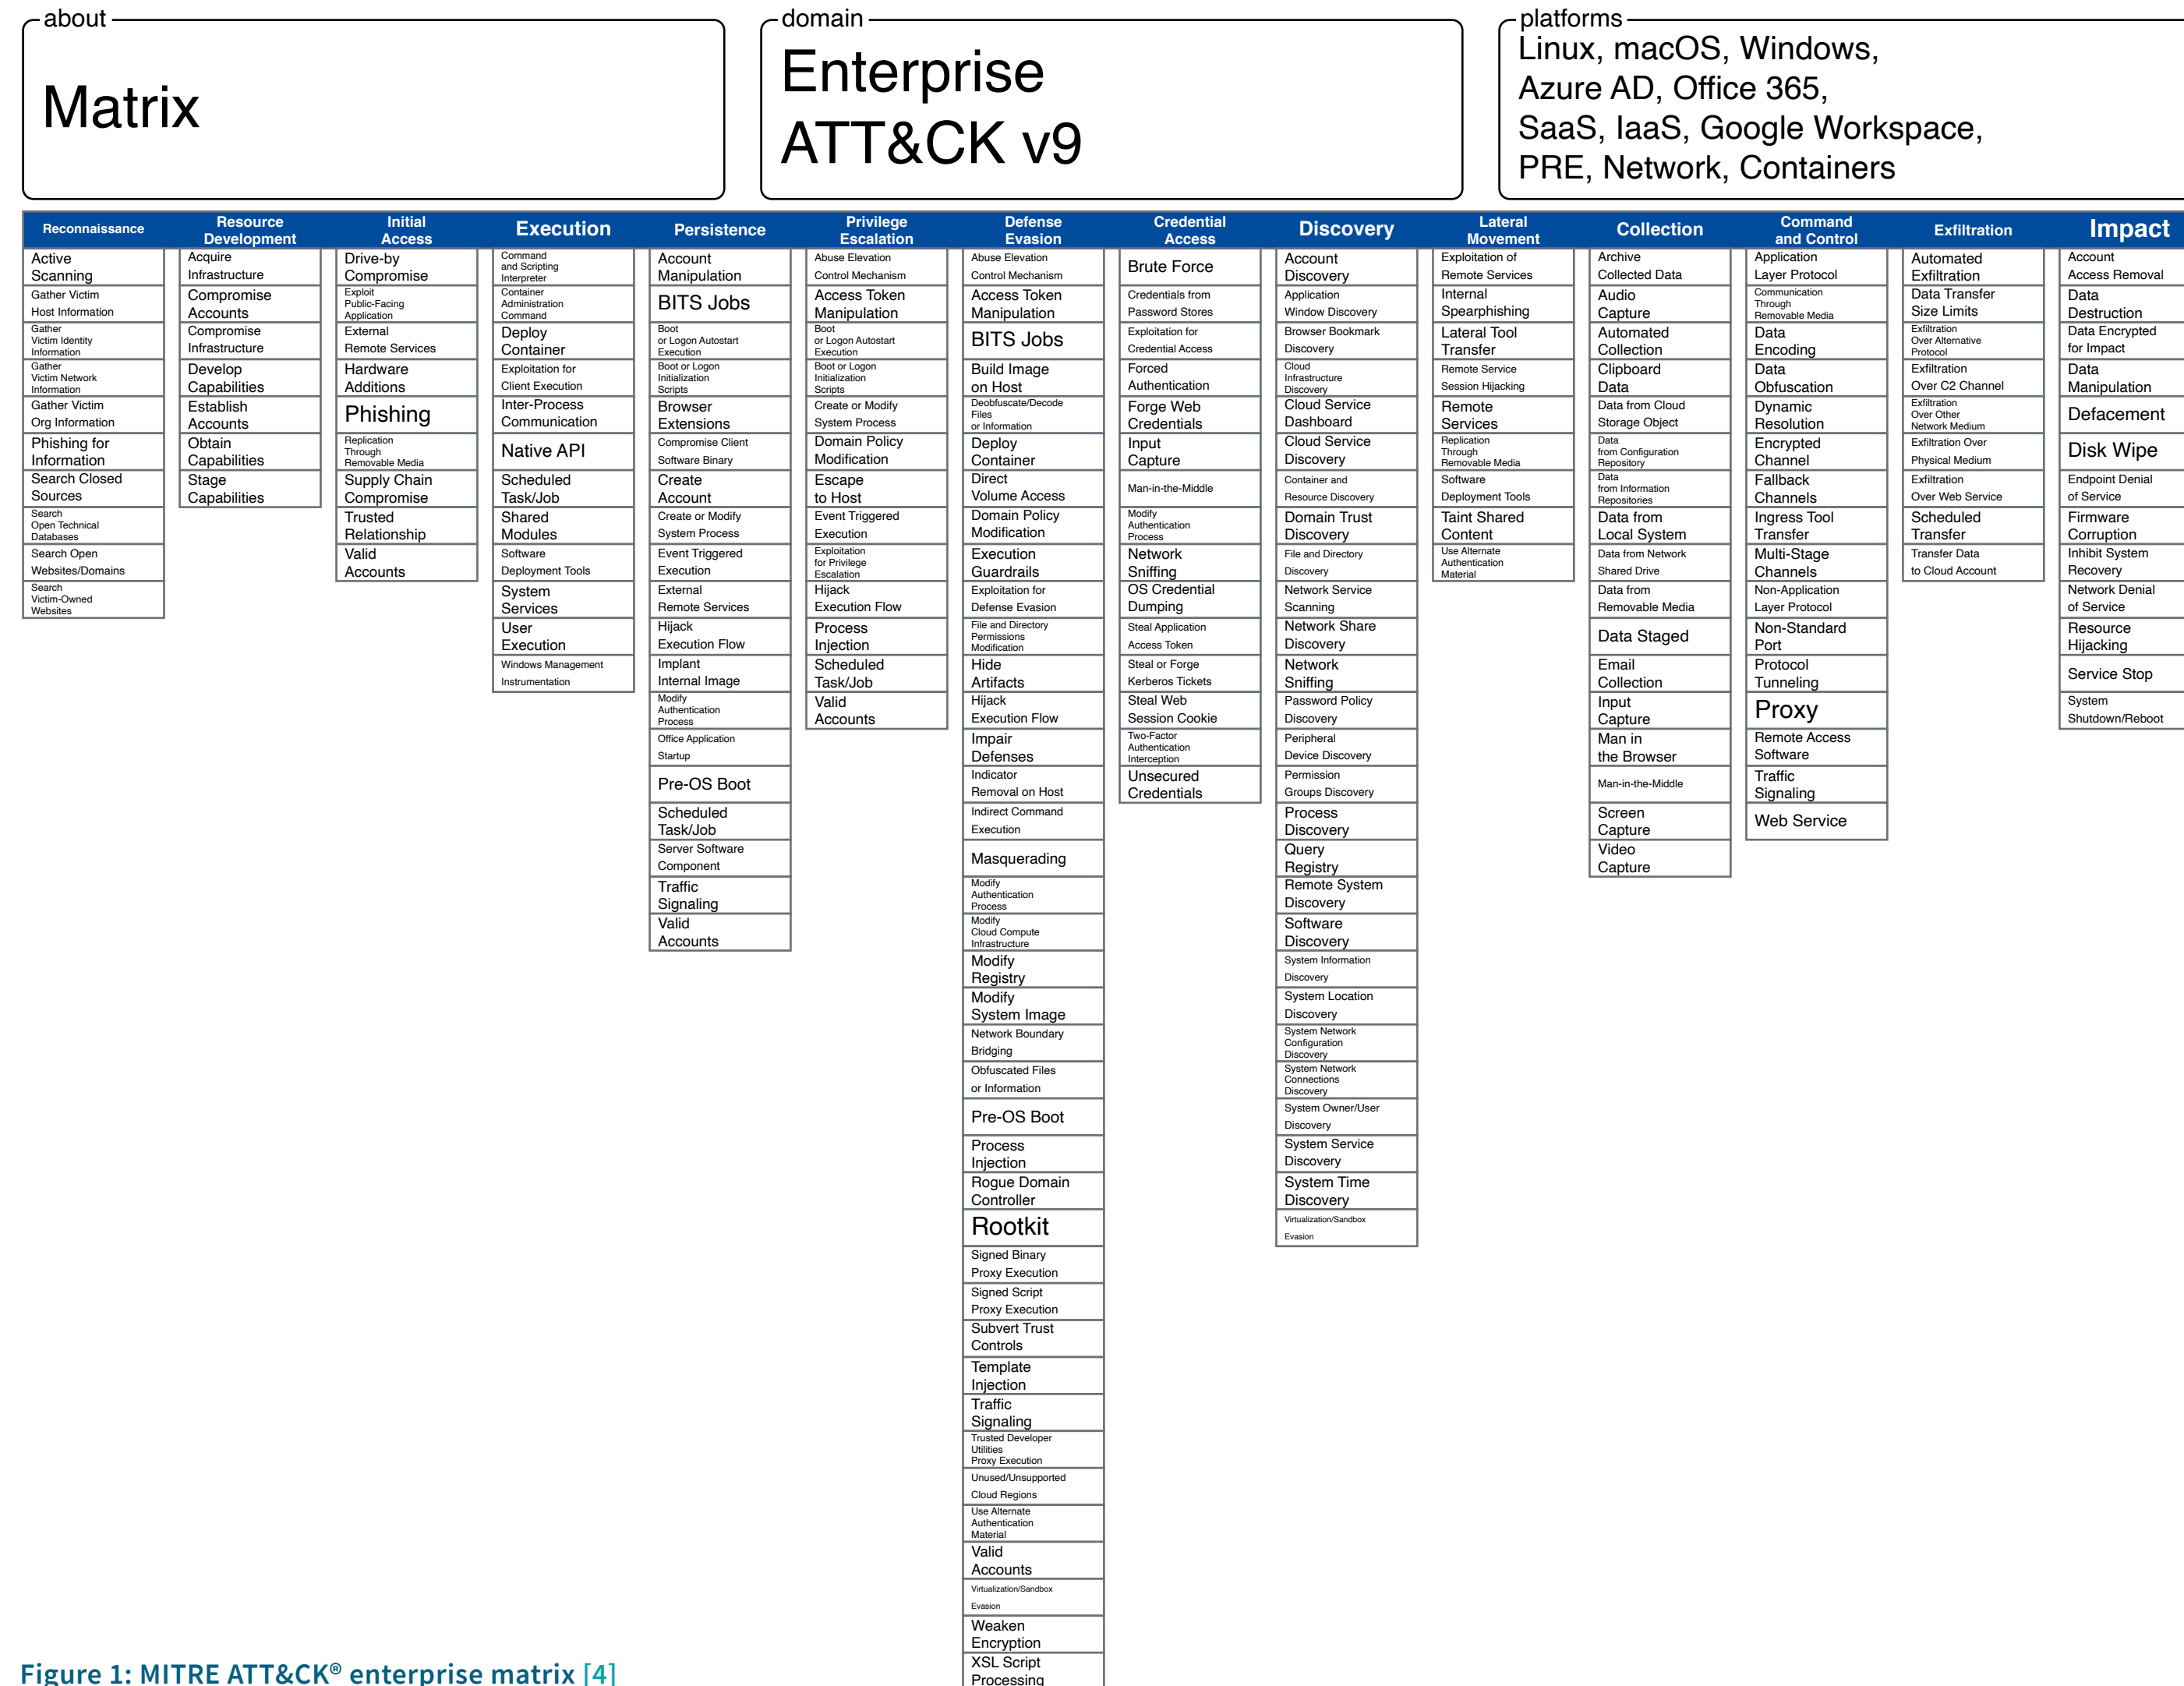 about
Matrix
domain
Enterprise
ATT&CK v9
platforms
Linux, macOS, Windows,
Azure AD, Office 365,
SaaS, IaaS, Google Workspace,
PRE, Network, Containers
Reconnaissance
Active
Scanning
Gather Victim
Host Information
Gather
Victim Identity
Information
Gather
Victim Network
Information
Gather Victim
Org Information
Phishing for
Information
Search Closed
Sources
Search
Open Technical
Databases
Search Open
Websites/Domains
Search
Victim-Owned
Websites
Resource
Development
Acquire
Infrastructure
Compromise
Accounts
Compromise
Infrastructure
Develop
Capabilities
Establish
Accounts
Obtain
Capabilities
Stage
Capabilities
Initial
Access
Drive-by
Compromise
Exploit
Public-Facing
Application
External
Remote Services
Hardware
Additions
Phishing
Replication
Through
Removable Media
Supply Chain
Compromise
Trusted
Relationship
Valid
Accounts
Execution
Command
and Scripting
Interpreter
Container
Administration
Command
Deploy
Container
Exploitation for
Client Execution
Inter-Process
Communication
Native API
Scheduled
Task/Job
Shared
Modules
Software
Deployment Tools
System
Services
User
Execution
Windows Management
Instrumentation
Persistence
Account
Manipulation
BITS Jobs
Boot
or Logon Autostart
Execution
Boot or Logon
Initialization
Scripts
Browser
Extensions
Compromise Client
Software Binary
Create
Account
Create or Modify
System Process
Event Triggered
Execution
External
Remote Services
Hijack
Execution Flow
Implant
Internal Image
Modify
Authentication
Process
Office Application
Startup
Pre-OS Boot
Scheduled
Task/Job
Server Software
Component
Traffic
Signaling
Valid
Accounts
Privilege
Escalation
Abuse Elevation
Control Mechanism
Access Token
Manipulation
Boot
or Logon Autostart
Execution
Boot or Logon
Initialization
Scripts
Create or Modify
System Process
Domain Policy
Modification
Escape
to Host
Event Triggered
Execution
Exploitation
for Privilege
Escalation
Hijack
Execution Flow
Process
Injection
Scheduled
Task/Job
Valid
Accounts
Defense
Evasion
Abuse Elevation
Control Mechanism
Access Token
Manipulation
BITS Jobs
Build Image
on Host
Deobfuscate/Decode
Files
or Information
Deploy
Container
Direct
Volume Access
Domain Policy
Modification
Execution
Guardrails
Exploitation for
Defense Evasion
File and Directory
Permissions
Modification
Hide
Artifacts
Hijack
Execution Flow
Impair
Defenses
Indicator
Removal on Host
Indirect Command
Execution
Masquerading
Modify
Authentication
Process
Modify
Cloud Compute
Infrastructure
Modify
Registry
Modify
System Image
Network Boundary
Bridging
Obfuscated Files
or Information
Pre-OS Boot
Process
Injection
Rogue Domain
Controller
Rootkit
Signed Binary
Proxy Execution
Signed Script
Proxy Execution
Subvert Trust
Controls
Template
Injection
Traffic
Signaling
Trusted Developer
Utilities
Proxy Execution
Unused/Unsupported
Cloud Regions
Use Alternate
Authentication
Material
Valid
Accounts
Virtualization/Sandbox
Evasion
Weaken
Encryption
XSL Script
Processing
Credential
Access
Brute Force
Credentials from
Password Stores
Exploitation for
Credential Access
Forced
Authentication
Forge Web
Credentials
Input
Capture
Man-in-the-Middle
Modify
Authentication
Process
Network
Sniffing
OS Credential
Dumping
Steal Application
Access Token
Steal or Forge
Kerberos Tickets
Steal Web
Session Cookie
Two-Factor
Authentication
Interception
Unsecured
Credentials
Discovery
Account
Discovery
Application
Window Discovery
Browser Bookmark
Discovery
Cloud
Infrastructure
Discovery
Cloud Service
Dashboard
Cloud Service
Discovery
Container and
Resource Discovery
Domain Trust
Discovery
File and Directory
Discovery
Network Service
Scanning
Network Share
Discovery
Network
Sniffing
Password Policy
Discovery
Peripheral
Device Discovery
Permission
Groups Discovery
Process
Discovery
Query
Registry
Remote System
Discovery
Software
Discovery
System Information
Discovery
System Location
Discovery
System Network
Configuration
Discovery
System Network
Connections
Discovery
System Owner/User
Discovery
System Service
Discovery
System Time
Discovery
Virtualization/Sandbox
Evasion
Lateral
Movement
Exploitation of
Remote Services
Internal
Spearphishing
Lateral Tool
Transfer
Remote Service
Session Hijacking
Remote
Services
Replication
Through
Removable Media
Software
Deployment Tools
Taint Shared
Content
Use Alternate
Authentication
Material
Collection
Archive
Collected Data
Audio
Capture
Automated
Collection
Clipboard
Data
Data from Cloud
Storage Object
Data
from Configuration
Repository
Data
from Information
Repositories
Data from
Local System
Data from Network
Shared Drive
Data from
Removable Media
Data Staged
Email
Collection
Input
Capture
Man in
the Browser
Man-in-the-Middle
Screen
Capture
Video
Capture
Command
and Control
Application
Layer Protocol
Communication
Through
Removable Media
Data
Encoding
Data
Obfuscation
Dynamic
Resolution
Encrypted
Channel
Fallback
Channels
Ingress Tool
Transfer
Multi-Stage
Channels
Non-Application
Layer Protocol
Non-Standard
Port
Protocol
Tunneling
Proxy
Remote Access
Software
Traffic
Signaling
Web Service
Exfiltration
Automated
Exfiltration
Data Transfer
Size Limits
Exfiltration
Over Alternative
Protocol
Exfiltration
Over C2 Channel
Exfiltration
Over Other
Network Medium
Exfiltration Over
Physical Medium
Exfiltration
Over Web Service
Scheduled
Transfer
Transfer Data
to Cloud Account
Impact
Account
Access Removal
Data
Destruction
Data Encrypted
for Impact
Data
Manipulation
Defacement
Disk Wipe
Endpoint Denial
of Service
Firmware
Corruption
Inhibit System
Recovery
Network Denial
of Service
Resource
Hijacking
Service Stop
System
Shutdown/Reboot
Figure 1: MITRE ATT&CK® enterprise matrix [4]